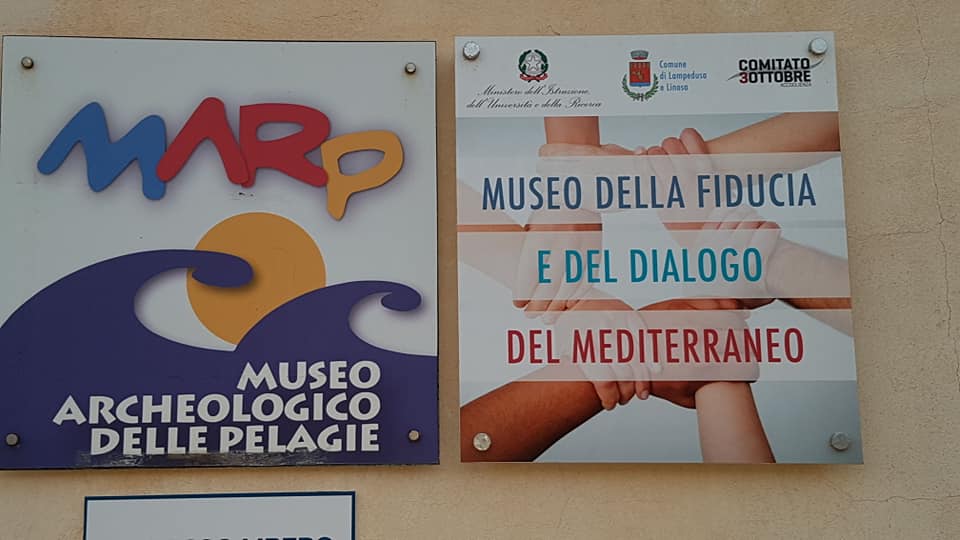 MARP
MUSEO
ARCHEOLOGICO
DELLE PELAGIE
Ministero dell'Istruzione,
dell'Università e della Ricerca
Comune
di Lampedusa
e Linosa
COMITATO
3OTTOBRE
ACCOGLIENZA
MUSEO DELLA FIDUCIA
E DEL DIALOGO
DEL MEDITERRANEO